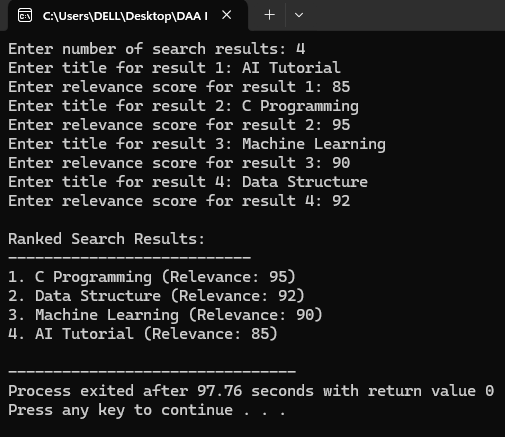 C:\Users\DELL\Desktop\DAA I
Enter number of search results: 4
Enter title for result 1: AI Tutorial
Enter relevance score for result 1: 85
Enter title for result 2: C Programming
Enter relevance score for result 2: 95
Enter title for result 3: Machine Learning
Enter relevance score for result 3: 90
Enter title for result 4: Data Structure
Enter relevance score for result 4: 92
Ranked Search Results:
---------------------------
1. C Programming (Relevance: 95)
2. Data Structure (Relevance: 92)
3. Machine Learning (Relevance: 90)
4. AI Tutorial (Relevance: 85)
--------------------------------
Process exited after 97.76 seconds with return value 0
Press any key to continue . . .